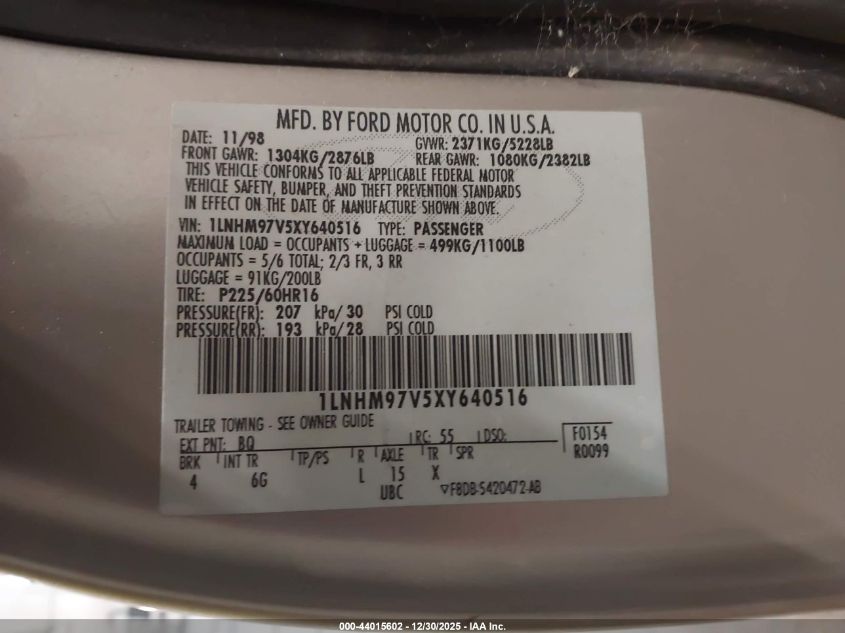 MFD. BY FORD MOTOR CO. IN U.S.A.
DATE: 11/98 GVWR: 2371KG/5228LB
FRONT GAWR: 1304KG/2876LB REAR GAWR: 1080KG/2382LB
THIS VEHICLE CONFORMS TO ALL APPLICABLE FEDERAL MOTOR
VEHICLE SAFETY, BUMPER, AND THEFT PREVENTION STANDARDS
IN EFFECT ON THE DATE OF MANUFACTURE SHOWN ABOVE.
VIN: 1LNHM97V5XY640516 TYPE: PASSENGER
MAXIMUM LOAD = OCCUPANTS + LUGGAGE = 499KG/1100LB
OCCUPANTS = 5/6 TOTAL; 2/3 FR, 3 RR
LUGGAGE = 91KG/200LB
TIRE: P225/60HR16
PRESSURE(FR): 207 kPa/30 PSI COLD
PRESSURE(RR): 193 kPa/28 PSI COLD
1LNHM97V5XY640516
TRAILER TOWING - SEE OWNER GUIDE
EXT PNT: BQ RC: 55 DSO: F0154
BRK INT TR TP/PS R AXLE TR SPR R0099
4 6G L 15 X
UBC ▽F8DB-5420472-AB
000-44015602 - 12/30/2025 - IAA Inc.